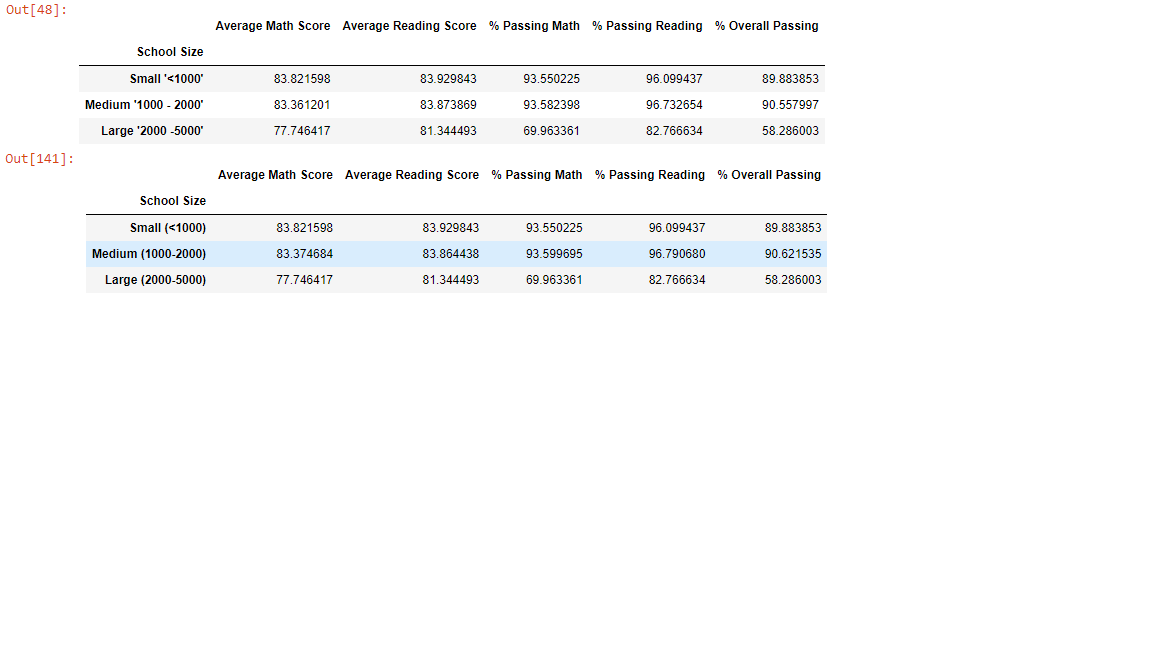 Out[48]:
Average Math Score Average Reading Score % Passing Math % Passing Reading % Overall Passing
School Size
Small '<1000' 83.821598 83.929843 93.550225 96.099437 89.883853
Medium '1000 - 2000' 83.361201 83.873869 93.582398 96.732654 90.557997
Large '2000 -5000' 77.746417 81.344493 69.963361 82.766634 58.286003
Out[141]:
Average Math Score Average Reading Score % Passing Math % Passing Reading % Overall Passing
School Size
Small (<1000) 83.821598 83.929843 93.550225 96.099437 89.883853
Medium (1000-2000) 83.374684 83.864438 93.599695 96.790680 90.621535
Large (2000-5000) 77.746417 81.344493 69.963361 82.766634 58.286003